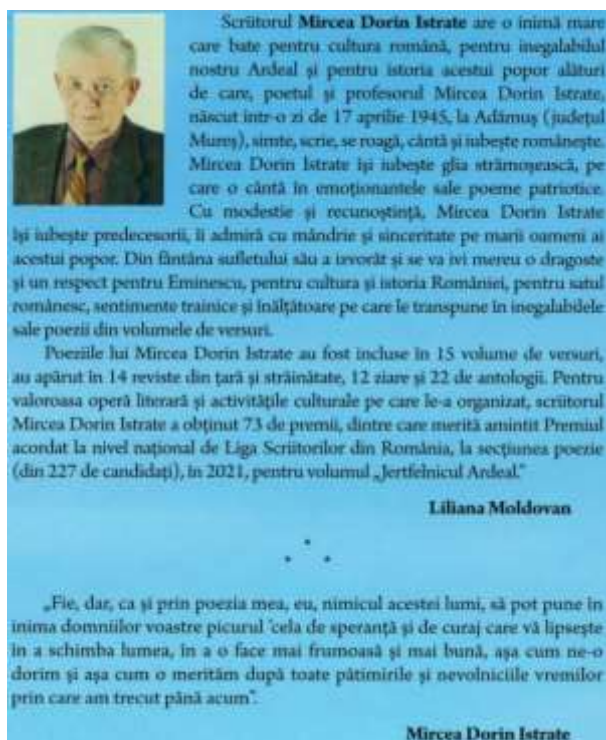 Scriitorul Mircea Dorin Istrate are o inimă mare
care bate pentru cultura română, pentru inegalabilul
nostru Ardeal și pentru istoria acestui popor alături
de care, poetul și profesorul Mircea Dorin Istrate,
născut într-o zi de 17 aprilie 1945, la Adămuș (județul
Mureș), simte, scrie, se roagă, cântă și iubește românește.
Mircea Dorin Istrate își iubește glia strămoșească, pe
care o cântă în emoționantele sale poeme patriotice.
Cu modestie și recunoștință, Mircea Dorin Istrate
își iubește predecesorii, îi admiră cu mândrie și sinceritate pe marii oameni ai
acestui popor. Din fântâna sufletului său a izvorât și se va ivi mereu o dragoste
și un respect pentru Eminescu, pentru cultura și istoria României, pentru satul
românesc, sentimente trainice și înălțătoare pe care le transpune în inegalabilele
sale poezii din volumele de versuri.
Poeziile lui Mircea Dorin Istrate au fost incluse în 15 volume de versuri,
au apărut în 14 reviste din țară și străinătate, 12 ziare și 22 de antologii. Pentru
valoroasa operă literară și activitățile culturale pe care le-a organizat, scriitorul
Mircea Dorin Istrate a obținut 73 de premii, dintre care merită amintit Premiul
acordat la nivel național de Liga Scriitorilor din România, la secțiunea poezie
(din 227 de candidați), în 2021, pentru volumul „Jertfelnicul Ardeal.”
Liliana Moldovan
* * *
„Fie, dar, ca și prin poezia mea, eu, nimicul acestei lumi, să pot pune în
inima domniilor voastre picurul 'cela de speranță și de curaj care vă lipsește
în a schimba lumea, în a o face mai frumoasă și mai bună, așa cum ne-o
dorim și așa cum o merităm după toate pătimirile și nevolniciile vremilor
prin care am trecut până acum”.
Mircea Dorin Istrate